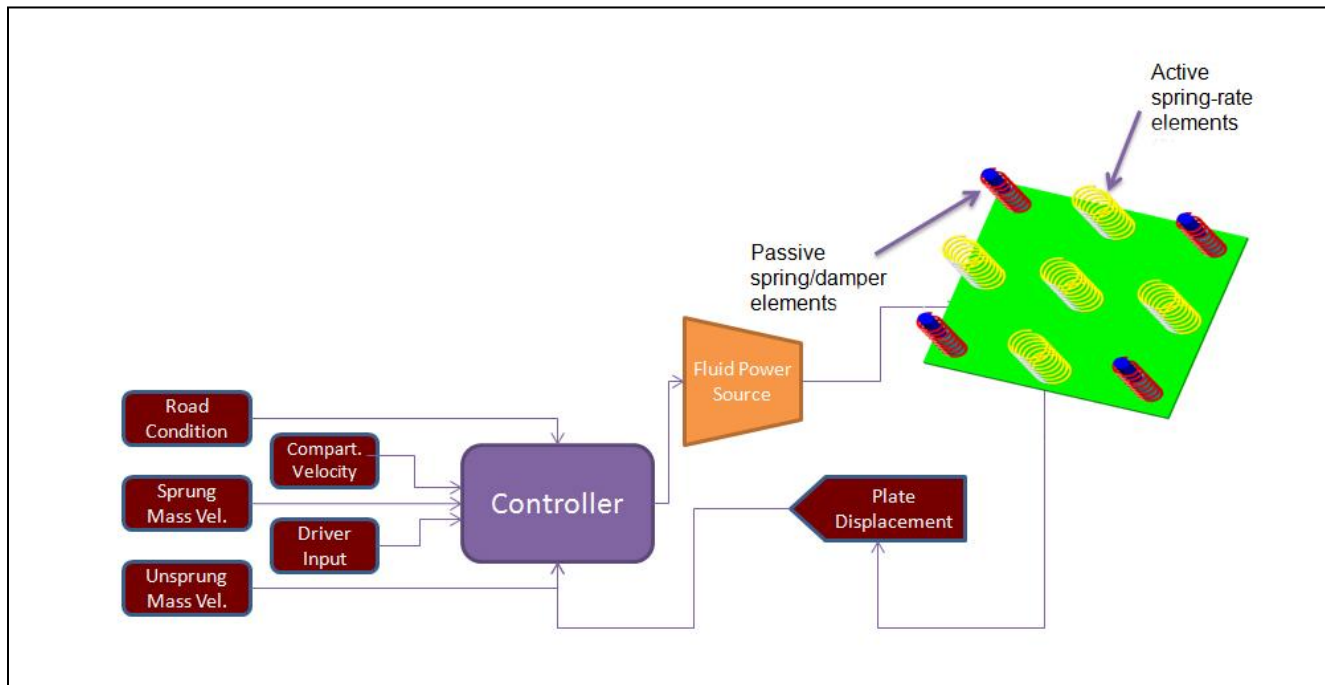 Active
spring-rate
elements
Passive
spring/damper
elements
Fluid Power
Source
Road
Condition
Compart.
Velocity
Sprung
Mass Vel.
Driver
Input
Unsprung
Mass Vel.
Controller
Plate
Displacement